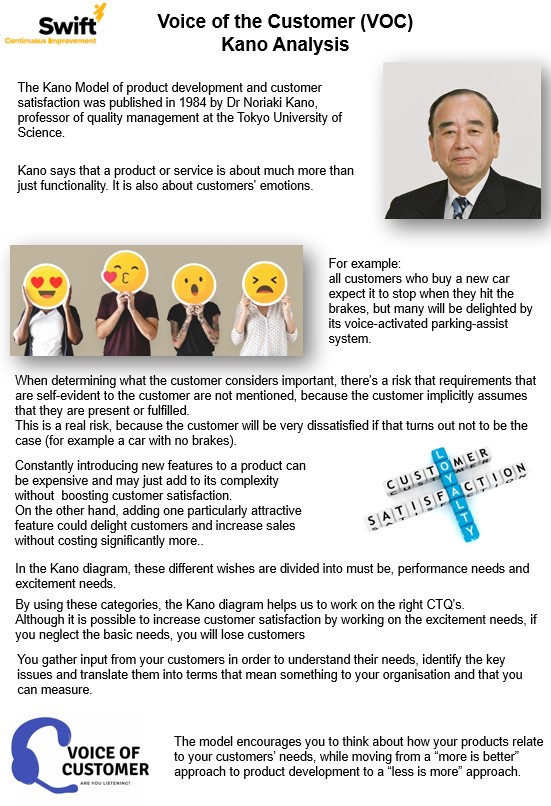 Swift
Continuous Improvement
Voice of the Customer (VOC)
Kano Analysis
The Kano Model of product development and customer
satisfaction was published in 1984 by Dr Noriaki Kano,
professor of quality management at the Tokyo University of
Science.
Kano says that a product or service is about much more than
just functionality. It is also about customers' emotions.
For example:
all customers who buy a new car
expect it to stop when they hit the
brakes, but many will be delighted by
its voice-activated parking-assist
system.
When determining what the customer considers important, there's a risk that requirements that
are self-evident to the customer are not mentioned, because the customer implicitly assumes
that they are present or fulfilled.
This is a real risk, because the customer will be very dissatisfied if that turns out not to be the
case (for example a car with no brakes).
Constantly introducing new features to a product can
be expensive and may just add to its complexity
without  boosting customer satisfaction.
On the other hand, adding one particularly attractive
feature could delight customers and increase sales
without costing significantly more..
CUSTOMER
SATISFACTION
LOYALTY
In the Kano diagram, these different wishes are divided into must be, performance needs and
excitement needs.
By using these categories, the Kano diagram helps us to work on the right CTQ's.
Although it is possible to increase customer satisfaction by working on the excitement needs, if
you neglect the basic needs, you will lose customers
You gather input from your customers in order to understand their needs, identify the key
issues and translate them into terms that mean something to your organisation and that you
can measure.
VOICE OF
CUSTOMER
ARE YOU LISTENING?
The model encourages you to think about how your products relate
to your customers' needs, while moving from a “more is better”
approach to product development to a “less is more” approach.